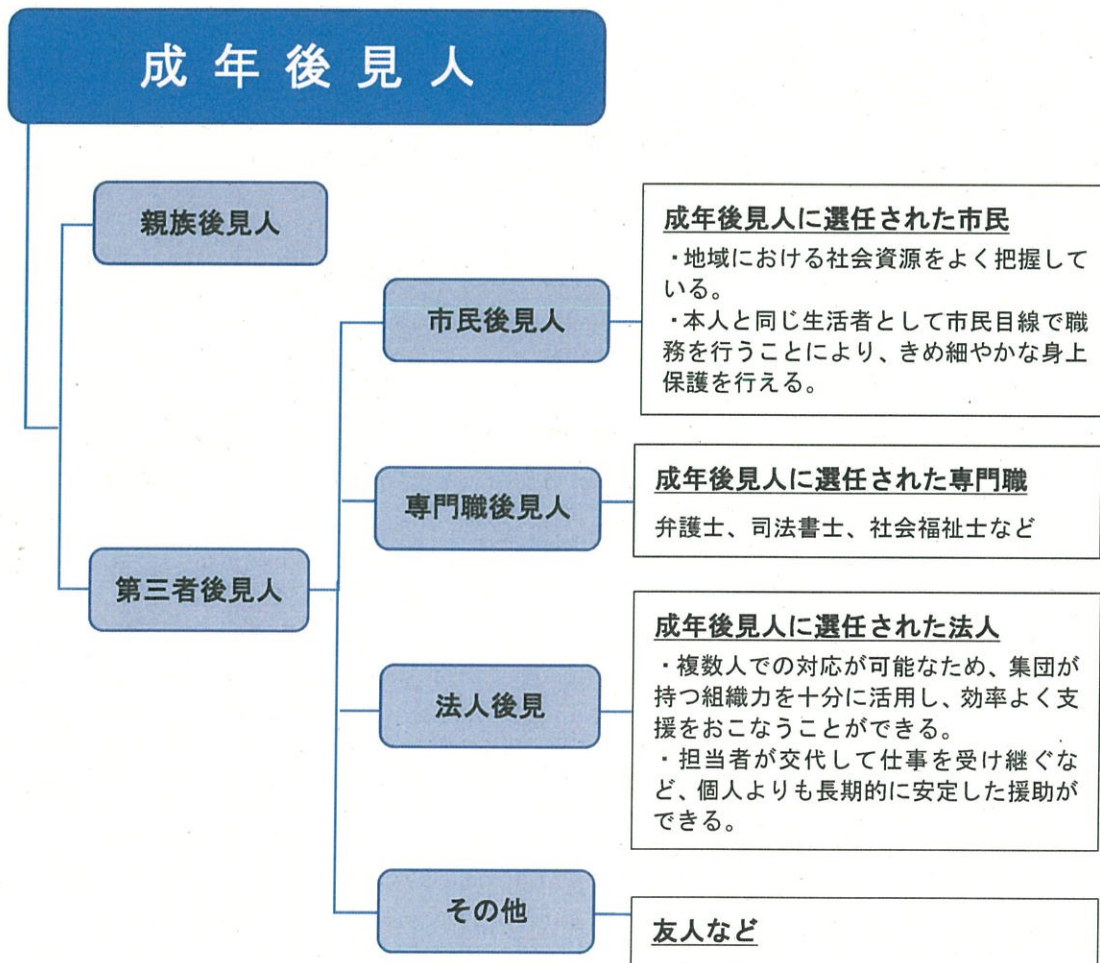 成年後見人
親族後見人
成年後見人に選任された市民
・地域における社会資源をよく把握して
いる。
・本人と同じ生活者として市民目線で職
務を行うことにより、きめ細やかな身上
保護を行える。
市民後見人
成年後見人に選任された専門職
弁護士、司法書士、社会福祉士など
専門職後見人
第三者後見人
成年後見人に選任された法人
・複数人での対応が可能なため、集団が
持つ組織力を十分に活用し、効率よく支
援をおこなうことができる。
・担当者が交代して仕事を受け継ぐな
ど、個人よりも長期的に安定した援助が
できる。
法人後見
その他
友人など